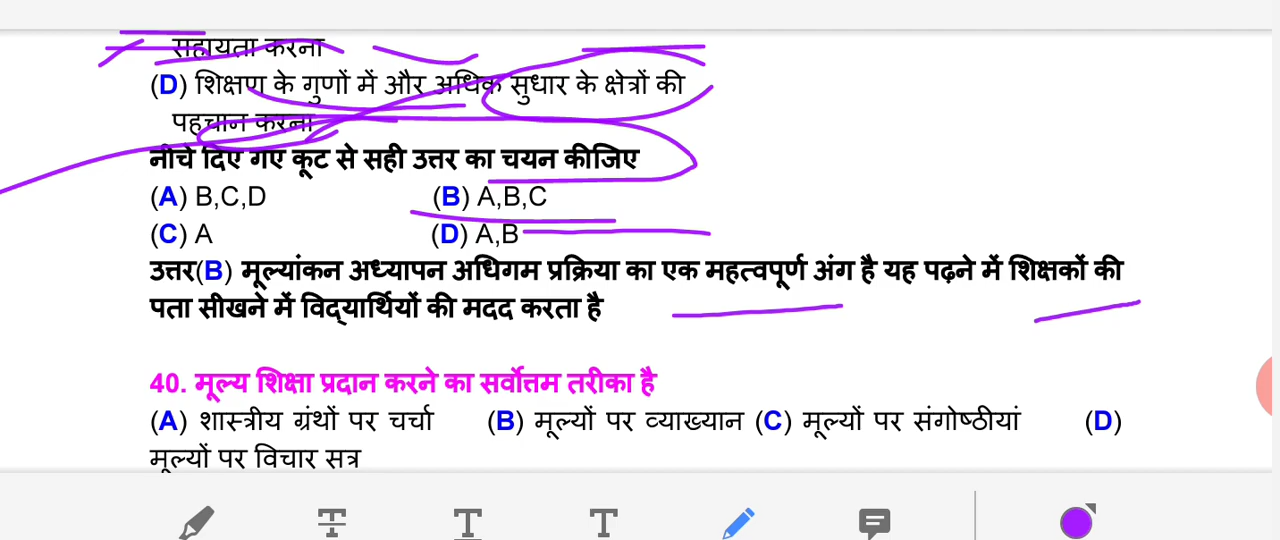 सहायता करना
(D) शिक्षण के गुणों में और अधिक सुधार के क्षेत्रों की
पहचान करना
नीचे दिए गए कूट से सही उत्तर का चयन कीजिए
(A) B,C,D (B) A,B,C
(C) A (D) A,B
उत्तर(B) मूल्यांकन अध्यापन अधिगम प्रक्रिया का एक महत्वपूर्ण अंग है यह पढ़ने में शिक्षकों की
पता सीखने में विद्यार्थियों की मदद करता है
40. मूल्य शिक्षा प्रदान करने का सर्वोत्तम तरीका है
(A) शास्त्रीय ग्रंथों पर चर्चा (B) मूल्यों पर व्याख्यान (C) मूल्यों पर संगोष्ठीयां (D)
मूल्यों पर विचार सत्र
T T T